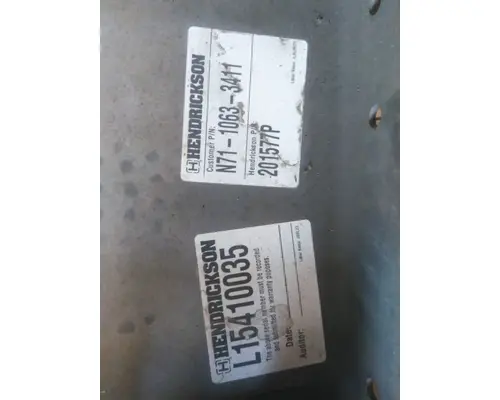 HENDRICKSON
Customer P/N:
N71-1063-3411
Hendrickson P/N:
201577P
HENDRICKSON
L15410035
The above serial number must be recorded
and submitted for warranty purposes.
Date:
Auditor: